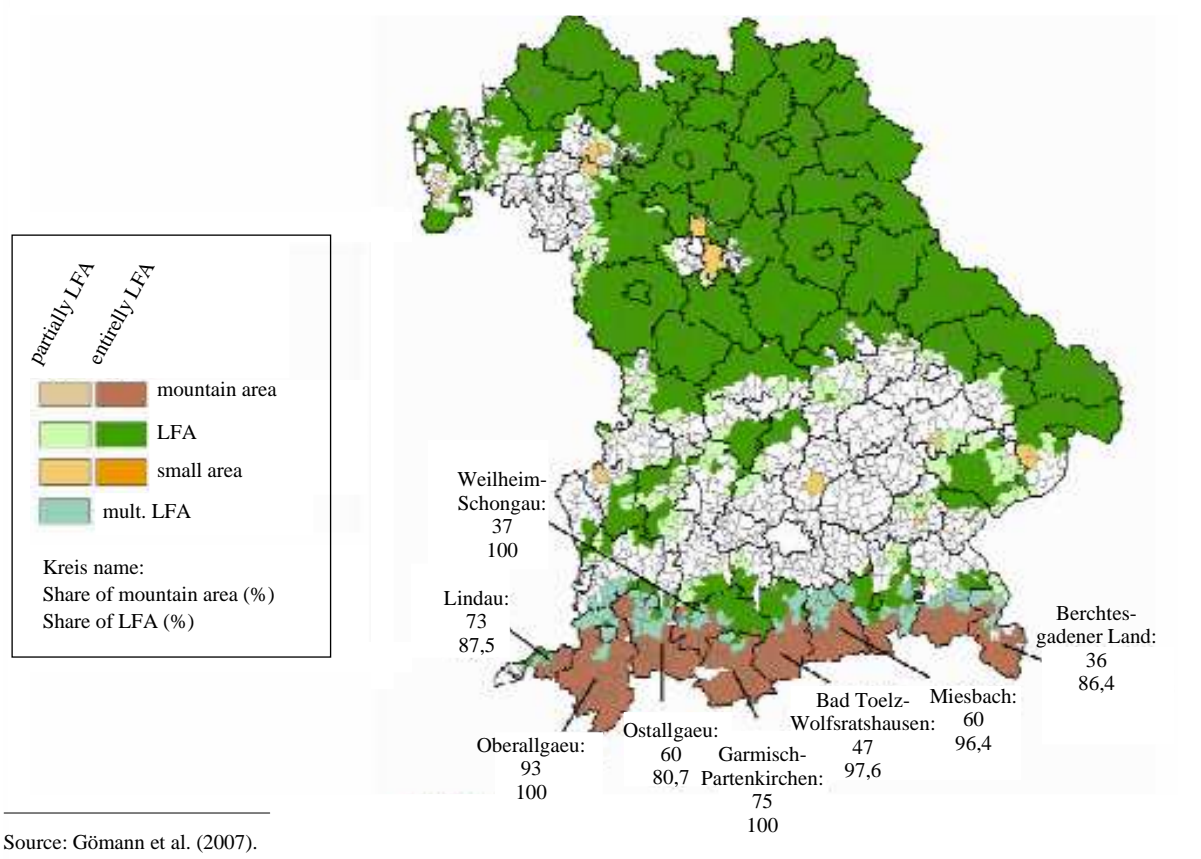 partially LFA
entirelly LFA
mountain area
LFA
small area
mult. LFA
Kreis name:
Share of mountain area (%)
Share of LFA (%)
Weilheim-
Schongau:
37
100
Lindau:
73
87,5
Oberallgaeu:
93
100
Ostallgaeu:
60
80,7
Garmisch-
Partenkirchen:
75
100
Bad Toelz-
Wolfsratshausen:
47
97,6
Miesbach:
60
96,4
Berchtes-
gadener Land:
36
86,4
Source: Gömann et al. (2007).